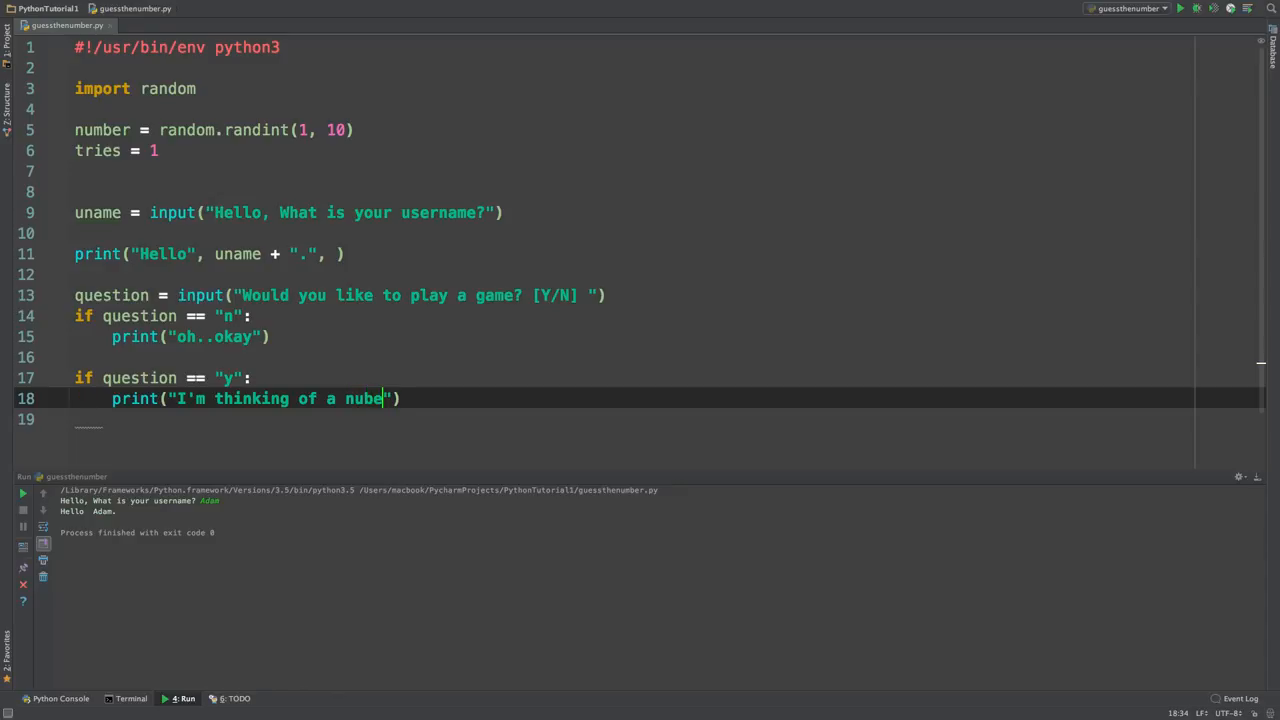 PythonTutorial1 guessthenumber.py guessthenumber
guessthenumber.py
1: Project
Z: Structure
2: Favorites
Database
1 #!/usr/bin/env python3
2
3 import random
4
5 number = random.randint(1, 10)
6 tries = 1
7
8
9 uname = input("Hello, What is your username?")
10
11 print("Hello", uname + ".", )
12
13 question = input("Would you like to play a game? [Y/N] ")
14 if question == "n":
15     print("oh..okay")
16
17 if question == "y":
18     print("I'm thinking of a nube")
19
Run guessthenumber
/Library/Frameworks/Python.framework/Versions/3.5/bin/python3.5 /Users/macbook/PycharmProjects/PythonTutorial1/guessthenumber.py
Hello, What is your username? Adam
Hello  Adam.
Process finished with exit code 0
Python Console Terminal 4: Run 6: TODO Event Log
18:34 LF÷ UTF-8÷